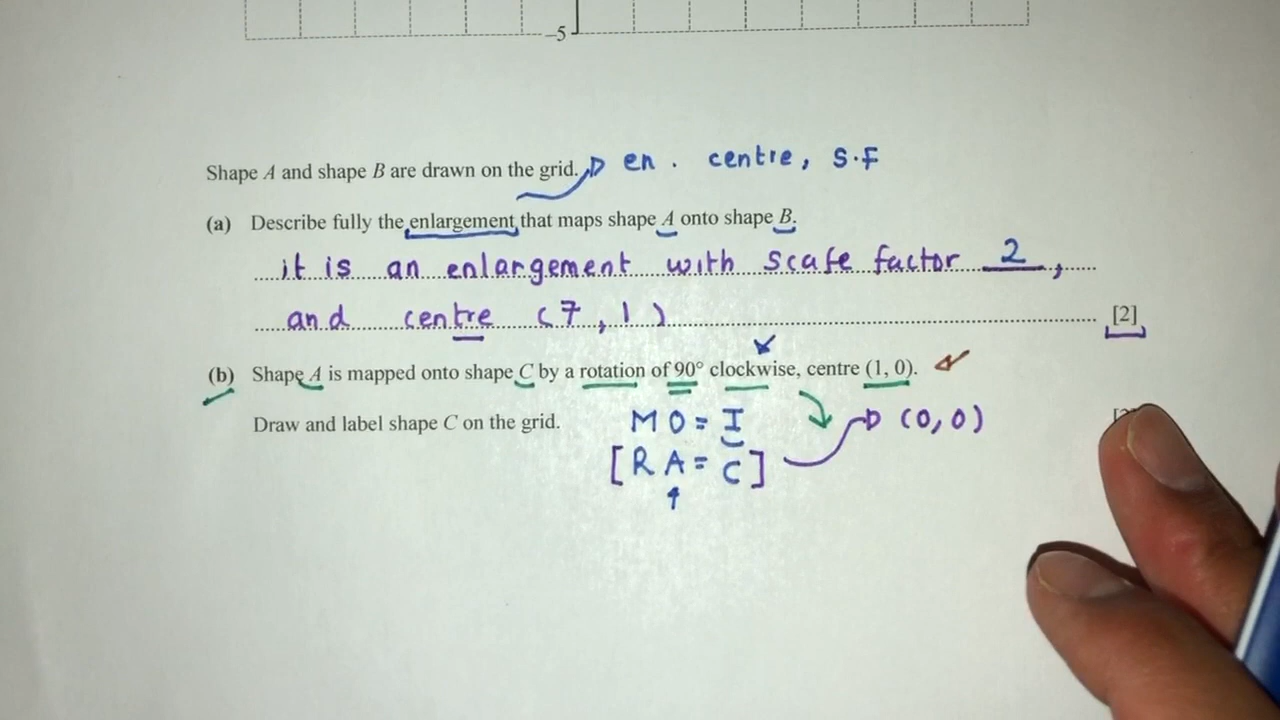 -5
Shape A and shape B are drawn on the grid. en. centre, S.F
(a) Describe fully the enlargement that maps shape A onto shape B.
it is an enlargement with scale factor 2,
and centre (7, 1) [2]
(b) Shape A is mapped onto shape C by a rotation of 90° clockwise, centre (1, 0).
Draw and label shape C on the grid. M O = I (0, 0)
[R A = C]